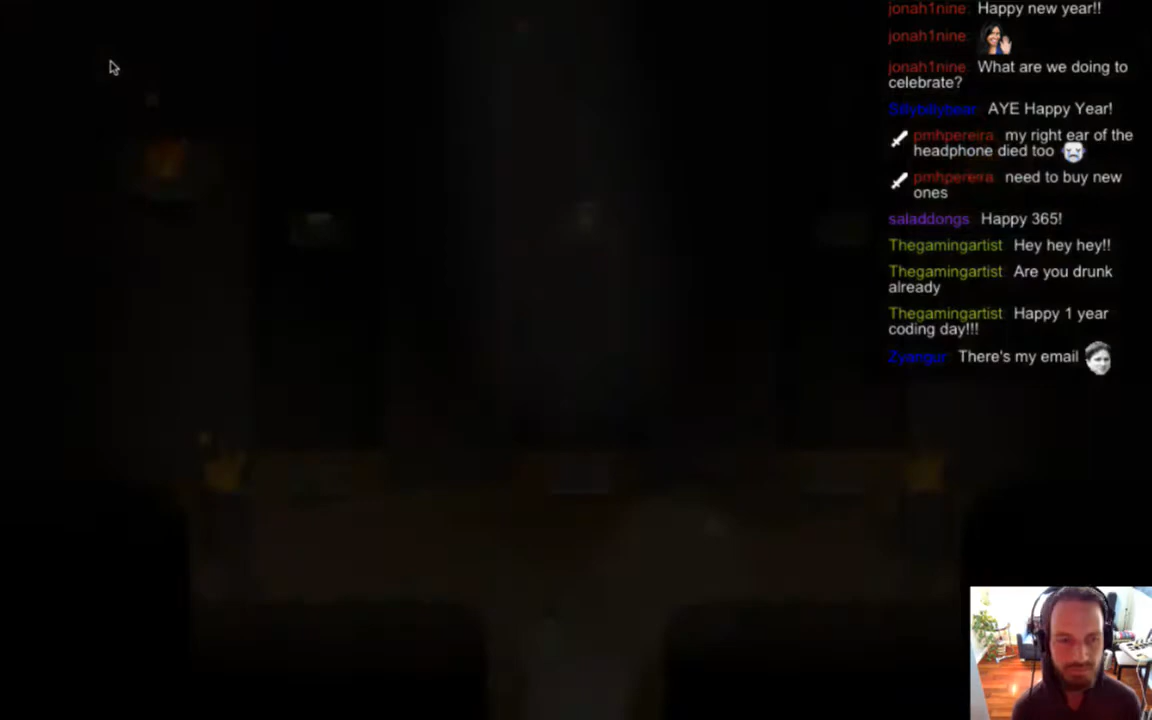 jonah1nine: Happy new year!!
jonah1nine:
jonah1nine: What are we doing to
celebrate?
Sillybillybear: AYE Happy Year!
pmhpereira: my right ear of the
headphone died too
pmhpereira: need to buy new
ones
saladdongs: Happy 365!
Thegamingartist: Hey hey hey!!
Thegamingartist: Are you drunk
already
Thegamingartist: Happy 1 year
coding day!!!
Zyangur: There's my email